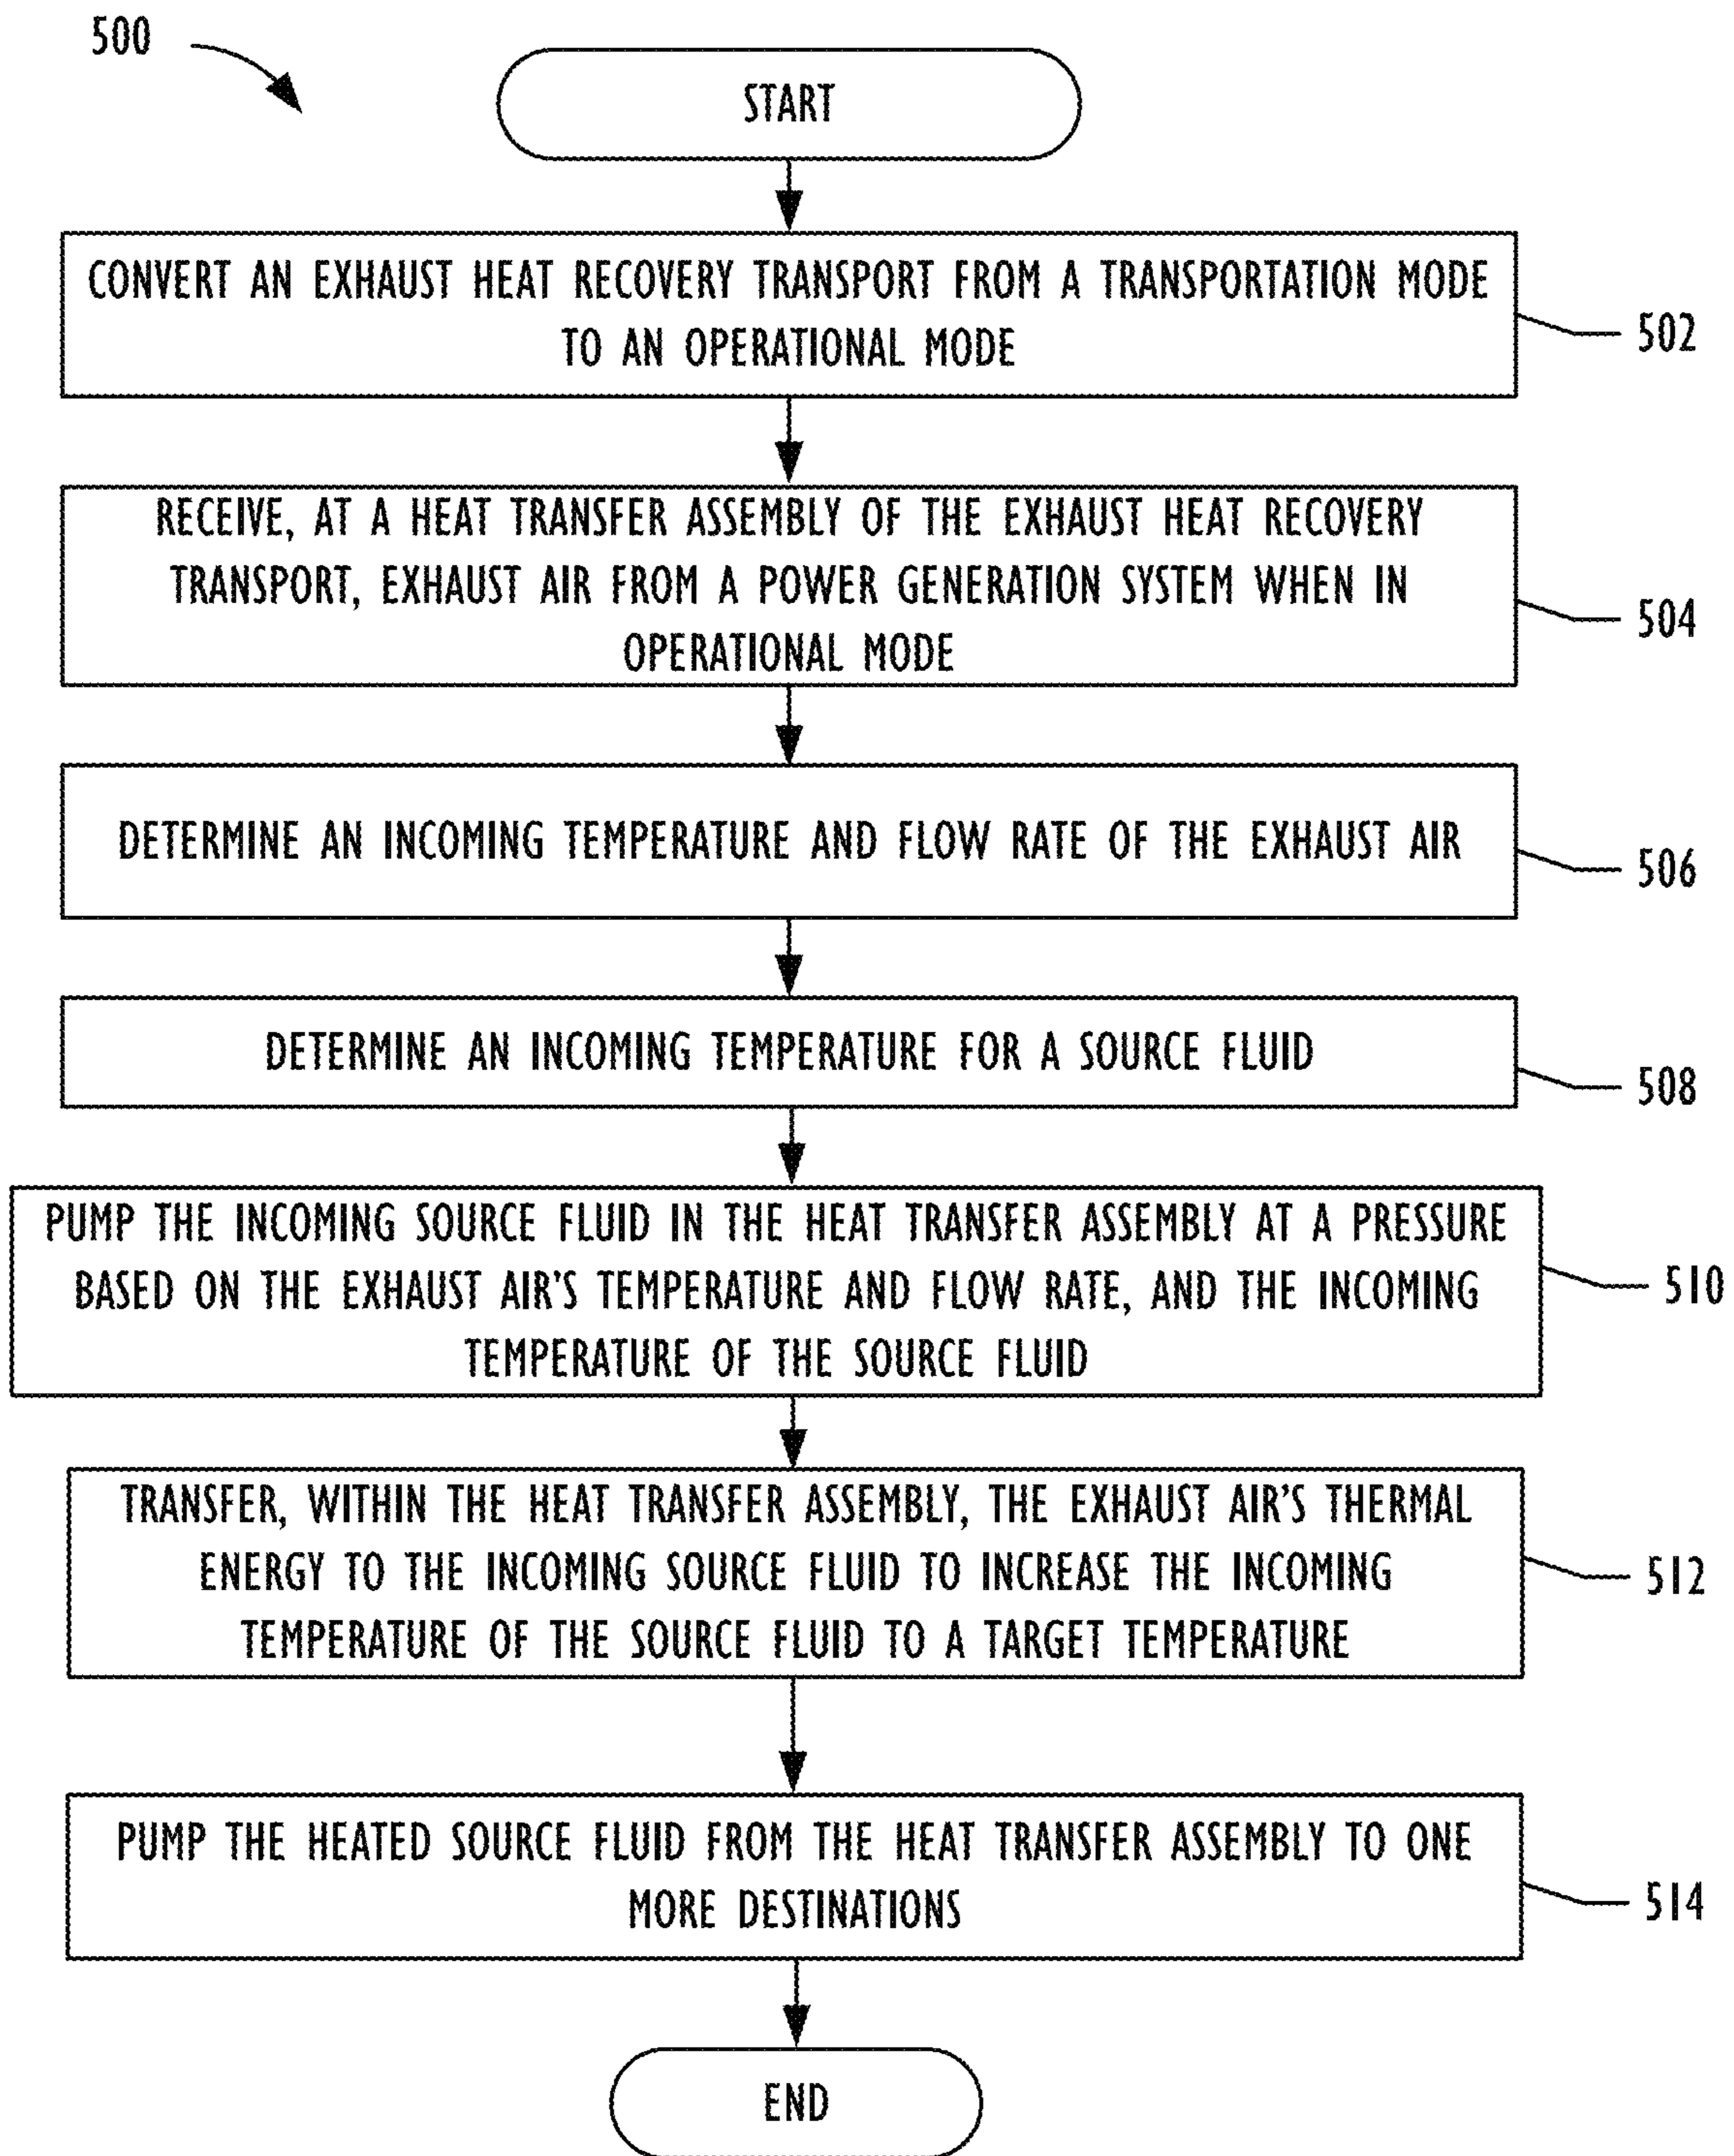 500
START
CONVERT AN EXHAUST HEAT RECOVERY TRANSPORT FROM A TRANSPORTATION MODE
TO AN OPERATIONAL MODE
502
RECEIVE, AT A HEAT TRANSFER ASSEMBLY OF THE EXHAUST HEAT RECOVERY
TRANSPORT, EXHAUST AIR FROM A POWER GENERATION SYSTEM WHEN IN
OPERATIONAL MODE
504
DETERMINE AN INCOMING TEMPERATURE AND FLOW RATE OF THE EXHAUST AIR
506
DETERMINE AN INCOMING TEMPERATURE FOR A SOURCE FLUID
508
PUMP THE INCOMING SOURCE FLUID IN THE HEAT TRANSFER ASSEMBLY AT A PRESSURE
BASED ON THE EXHAUST AIR'S TEMPERATURE AND FLOW RATE, AND THE INCOMING
TEMPERATURE OF THE SOURCE FLUID
510
TRANSFER, WITHIN THE HEAT TRANSFER ASSEMBLY, THE EXHAUST AIR'S THERMAL
ENERGY TO THE INCOMING SOURCE FLUID TO INCREASE THE INCOMING
TEMPERATURE OF THE SOURCE FLUID TO A TARGET TEMPERATURE
512
PUMP THE HEATED SOURCE FLUID FROM THE HEAT TRANSFER ASSEMBLY TO ONE
MORE DESTINATIONS
514
END